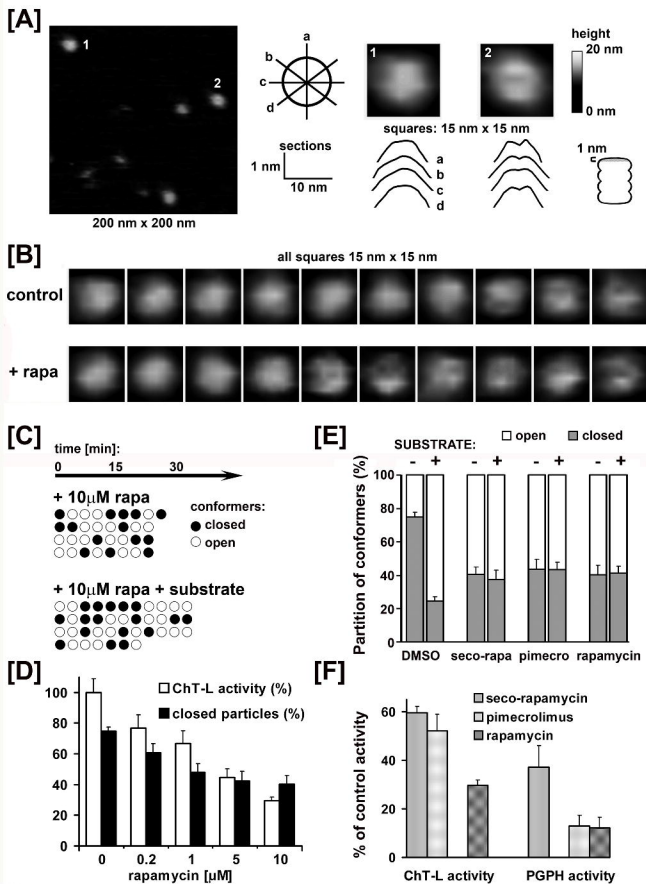 [A]
1
2
200 nm x 200 nm
a
b
c
d
sections
1 nm
10 nm
1
2
squares: 15 nm x 15 nm
a
b
c
d
height
20 nm
0 nm
1 nm
[B]
all squares 15 nm x 15 nm
control
+ rapa
[C]
time [min]:
0 15 30
+ 10µM rapa
conformers:
closed
open
+ 10µM rapa + substrate
[E]
SUBSTRATE:
open closed
- + - + - + - +
Partition of conformers (%)
100
80
60
40
20
0
DMSO seco-rapa pimecro rapamycin
[D]
ChT-L activity (%)
closed particles (%)
100
80
60
40
20
0
0 0.2 1 5 10
rapamycin [µM]
[F]
seco-rapamycin
pimecrolimus
rapamycin
% of control activity
60
40
20
0
ChT-L activity PGPH activity